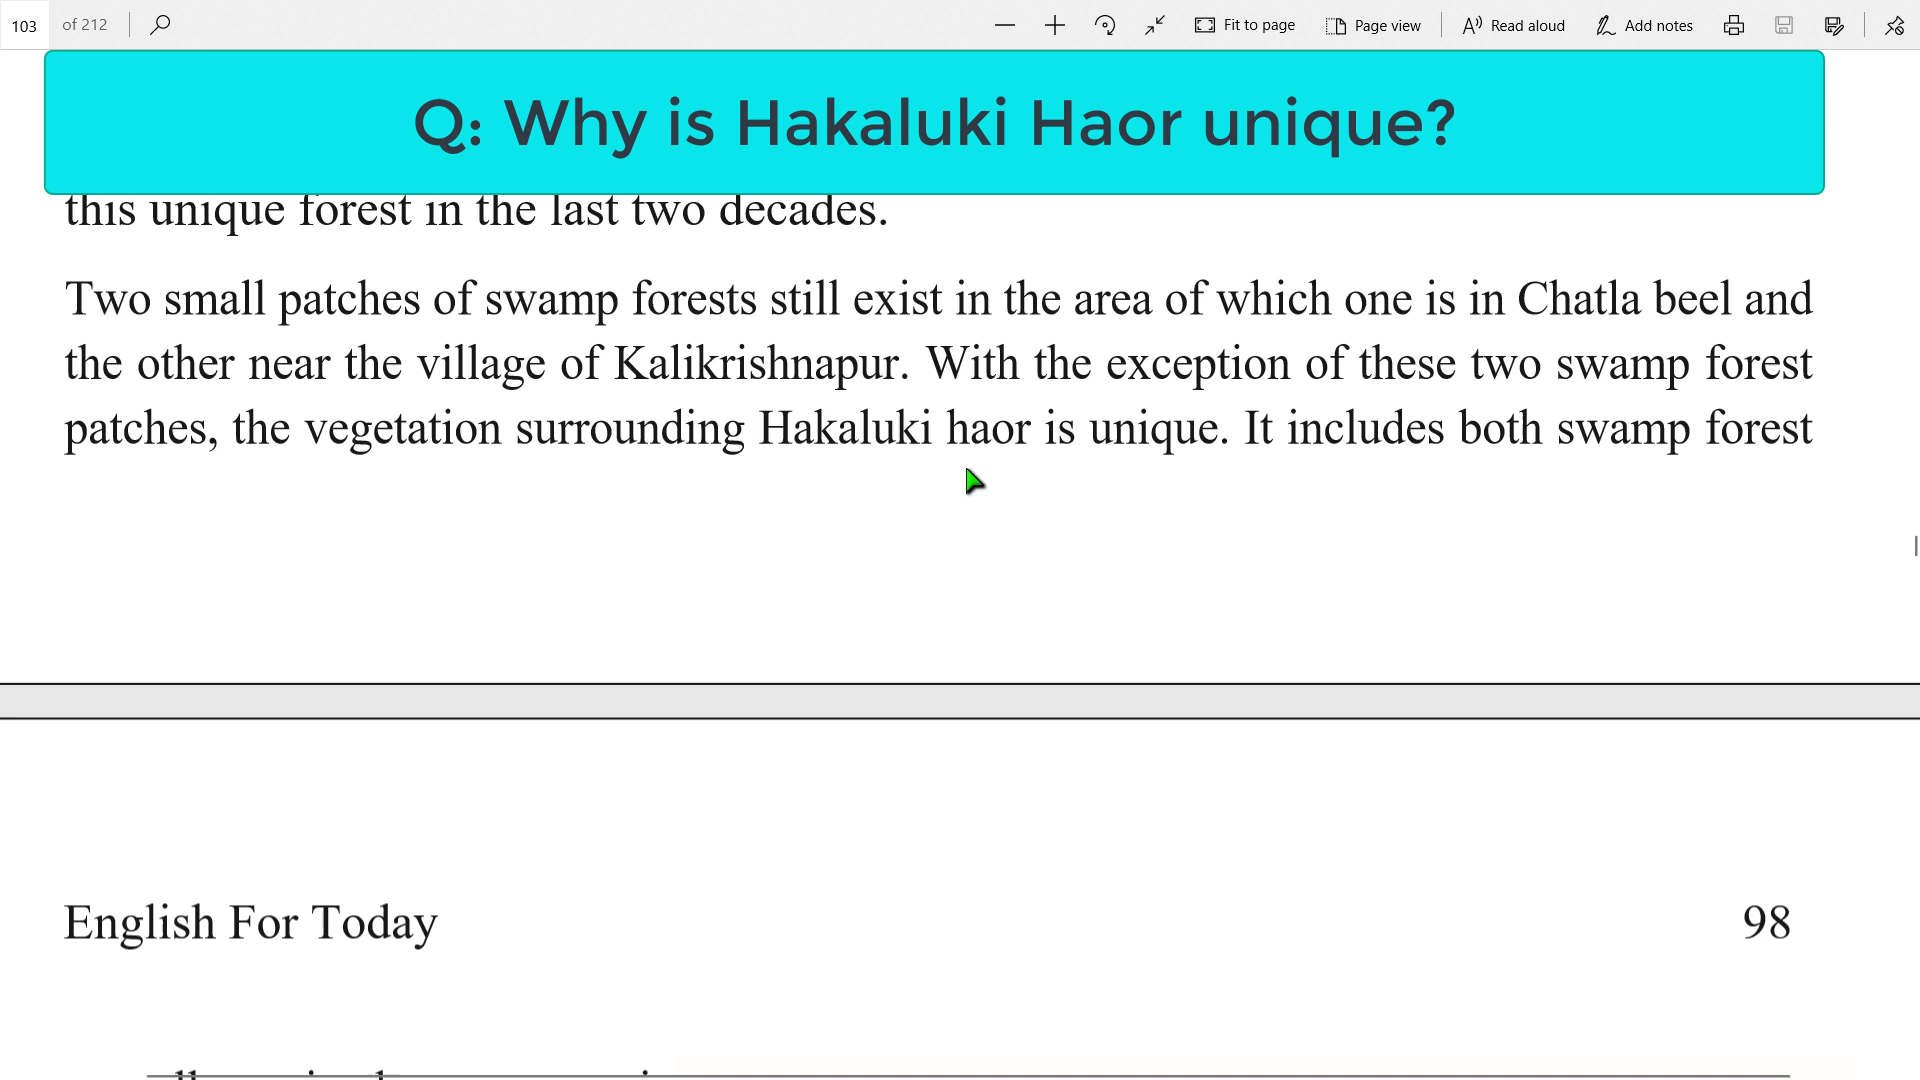 103 of 212 Fit to page Page view Read aloud Add notes
Q: Why is Hakaluki Haor unique?
this unique forest in the last two decades.
Two small patches of swamp forests still exist in the area of which one is in Chatla beel and
the other near the village of Kalikrishnapur. With the exception of these two swamp forest
patches, the vegetation surrounding Hakaluki haor is unique. It includes both swamp forest
English For Today 98